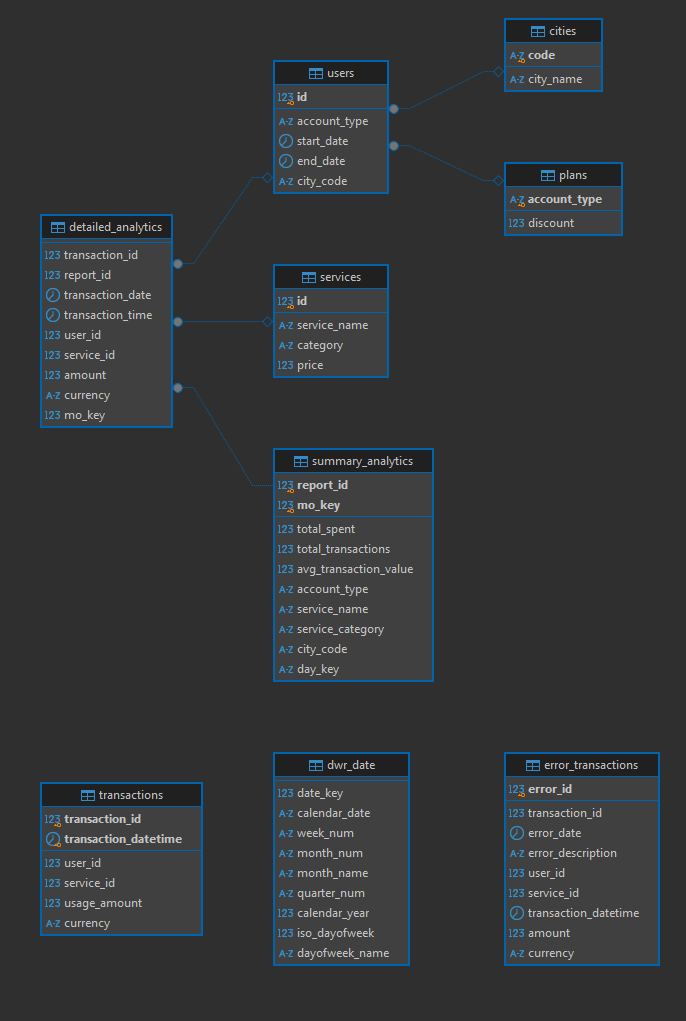 cities
A-Z code
A-Z city_name
users
123 id
A-Z account_type
start_date
end_date
A-Z city_code
plans
A-Z account_type
123 discount
detailed_analytics
123 transaction_id
123 report_id
transaction_date
transaction_time
123 user_id
123 service_id
123 amount
A-Z currency
123 mo_key
services
123 id
A-Z service_name
A-Z category
123 price
summary_analytics
123 report_id
123 mo_key
123 total_spent
123 total_transactions
123 avg_transaction_value
A-Z account_type
A-Z service_name
A-Z service_category
A-Z city_code
A-Z day_key
transactions
123 transaction_id
transaction_datetime
123 user_id
123 service_id
123 usage_amount
A-Z currency
dwr_date
123 date_key
A-Z calendar_date
A-Z week_num
A-Z month_num
A-Z month_name
A-Z quarter_num
123 calendar_year
123 iso_dayofweek
A-Z dayofweek_name
error_transactions
123 error_id
123 transaction_id
error_date
A-Z error_description
123 user_id
123 service_id
transaction_datetime
123 amount
A-Z currency